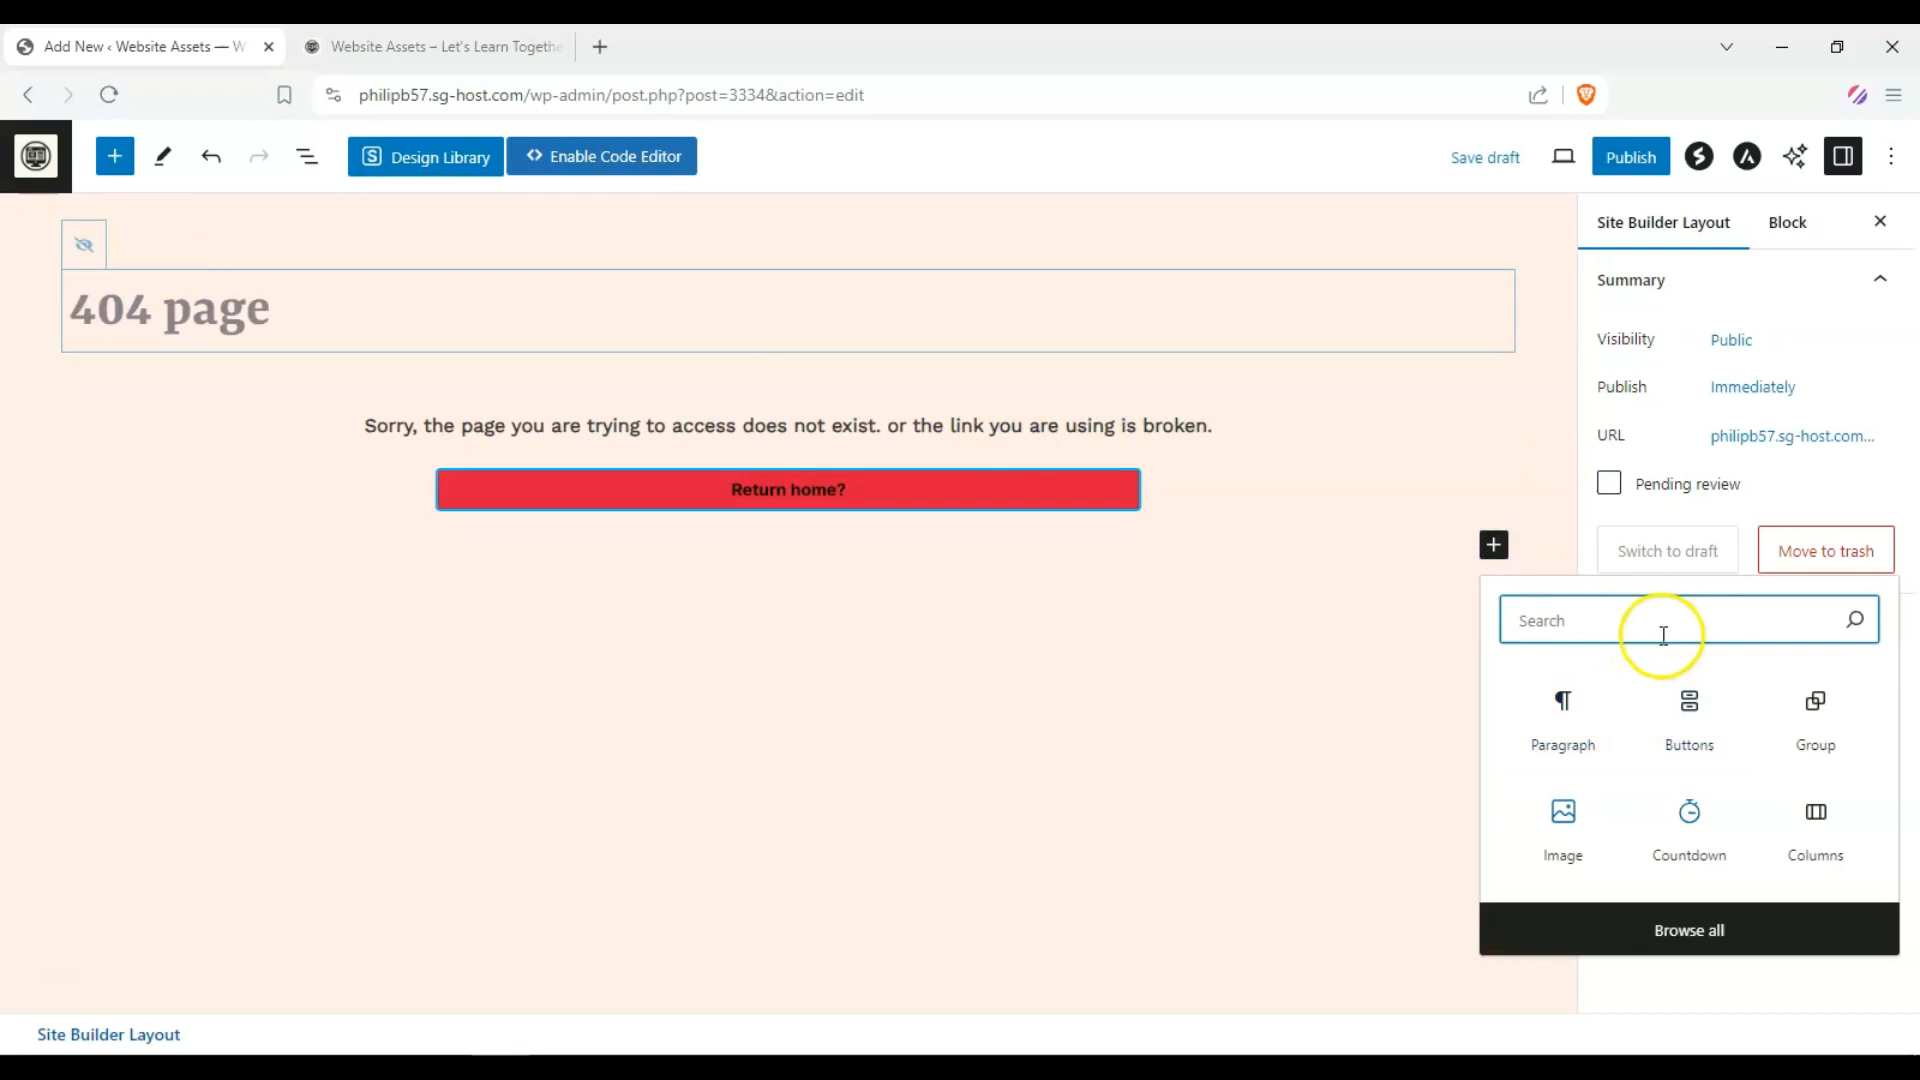 Add New ‹ Website Assets — W
Website Assets – Let's Learn Togethe
philipb57.sg-host.com/wp-admin/post.php?post=3334&action=edit
Design Library
Enable Code Editor
Save draft
Publish
404 page
Sorry, the page you are trying to access does not exist. or the link you are using is broken.
Return home?
Site Builder Layout
Block
Summary
Visibility
Public
Publish
Immediately
URL
philipb57.sg-host.com...
Pending review
Switch to draft
Move to trash
Search
Paragraph
Buttons
Group
Image
Countdown
Columns
Browse all
Site Builder Layout